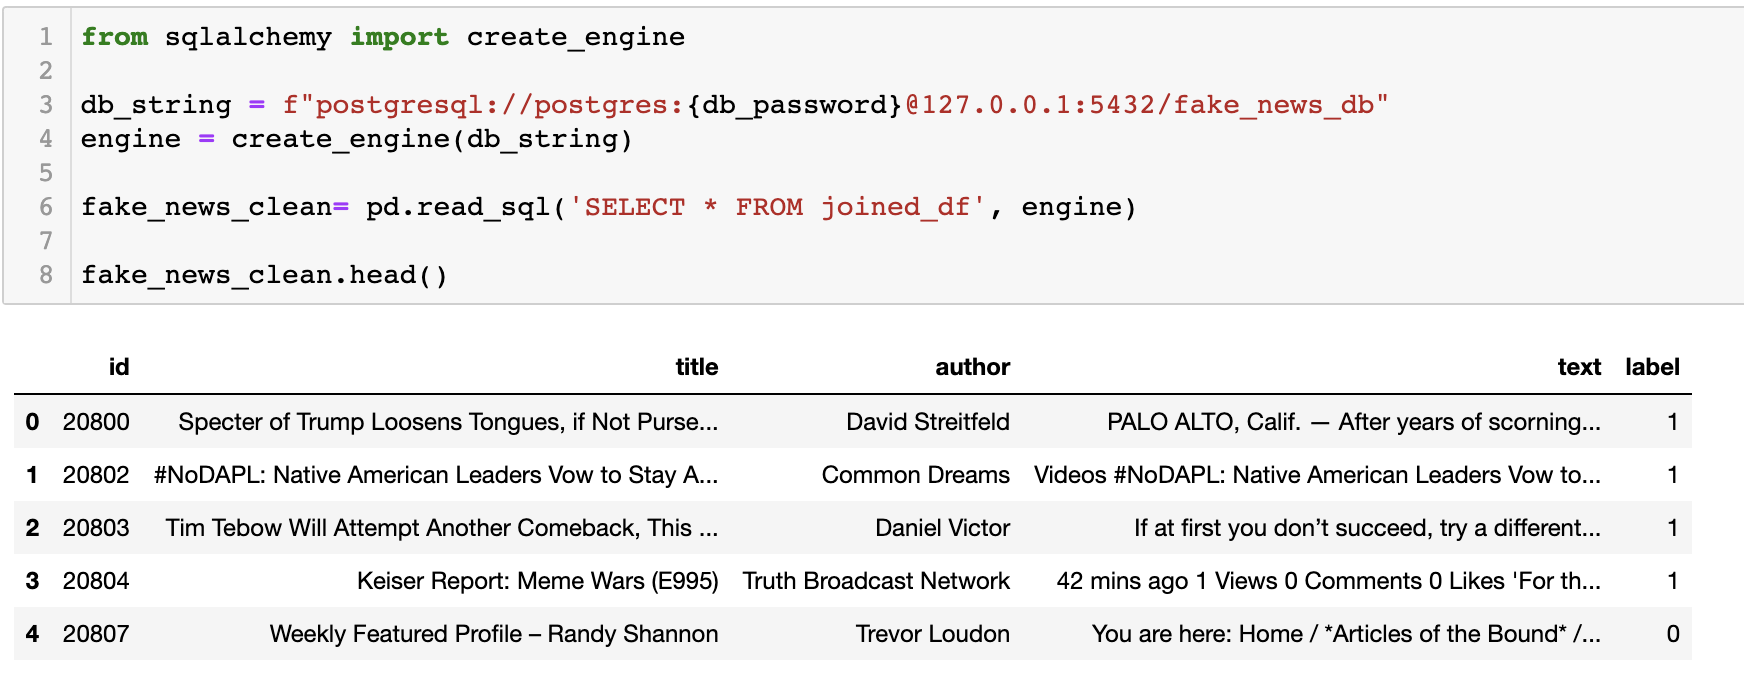 1 from sqlalchemy import create_engine
2
3 db_string = f"postgresql://postgres:{db_password}@127.0.0.1:5432/fake_news_db"
4 engine = create_engine(db_string)
5
6 fake_news_clean= pd.read_sql('SELECT * FROM joined_df', engine)
7
8 fake_news_clean.head()
id title author text label
0 20800 Specter of Trump Loosens Tongues, if Not Purse... David Streitfeld PALO ALTO, Calif. — After years of scorning... 1
1 20802 #NoDAPL: Native American Leaders Vow to Stay A... Common Dreams Videos #NoDAPL: Native American Leaders Vow to... 1
2 20803 Tim Tebow Will Attempt Another Comeback, This ... Daniel Victor If at first you don’t succeed, try a different... 1
3 20804 Keiser Report: Meme Wars (E995) Truth Broadcast Network 42 mins ago 1 Views 0 Comments 0 Likes 'For th... 1
4 20807 Weekly Featured Profile – Randy Shannon Trevor Loudon You are here: Home / *Articles of the Bound* /... 0